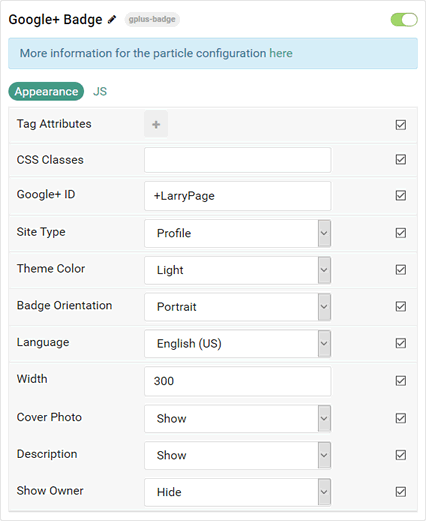 Google+ Badge gplus-badge
More information for the particle configuration here
Appearance JS
Tag Attributes +
CSS Classes
Google+ ID +LarryPage
Site Type Profile
Theme Color Light
Badge Orientation Portrait
Language English (US)
Width 300
Cover Photo Show
Description Show
Show Owner Hide